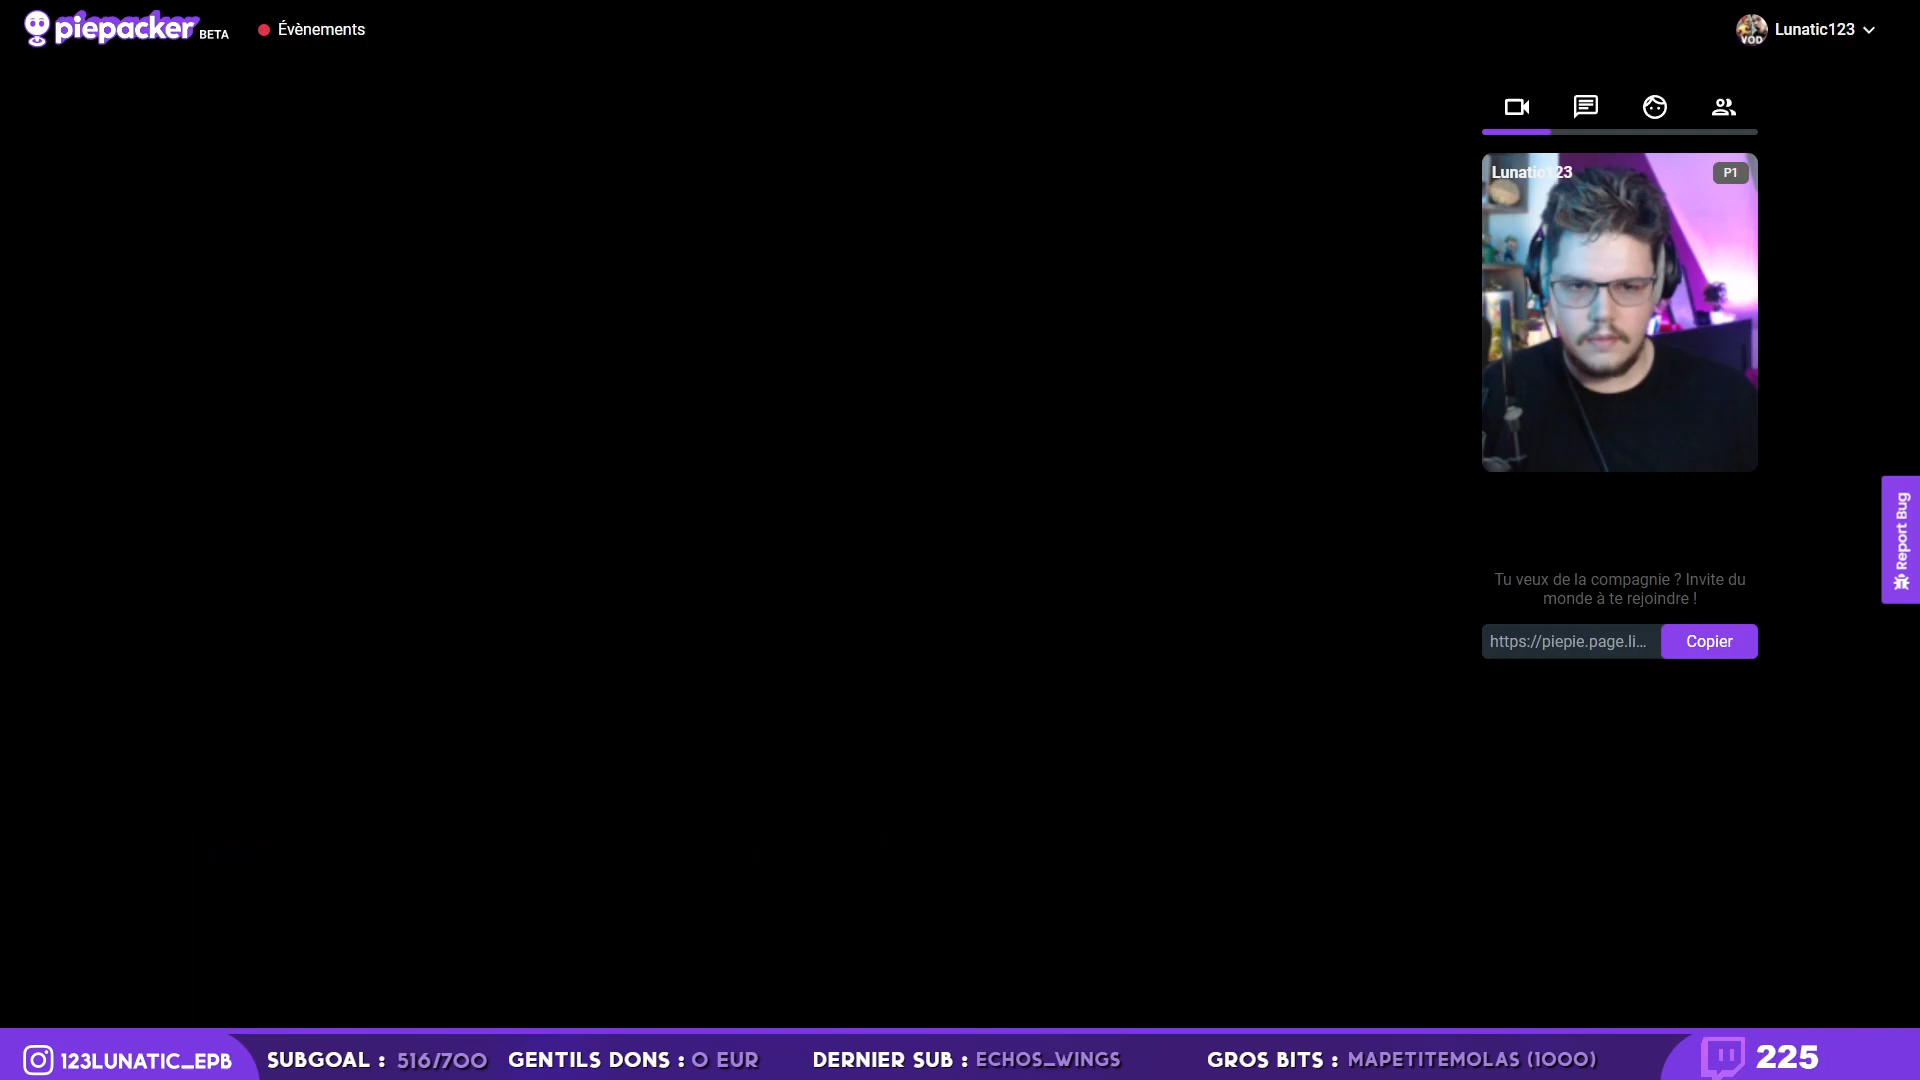 piepacker BETA
Évènements
VOD
Lunatic123
Lunatic123
P1
Report Bug
Tu veux de la compagnie ? Invite du
monde à te rejoindre !
https://piepie.page.li...
Copier
123LUNATIC_EPB
SUBGOAL : 516/700
GENTILS DONS : 0 EUR
DERNIER SUB : ECHOS_WINGS
GROS BITS : MAPETITEMOLAS (1000)
225